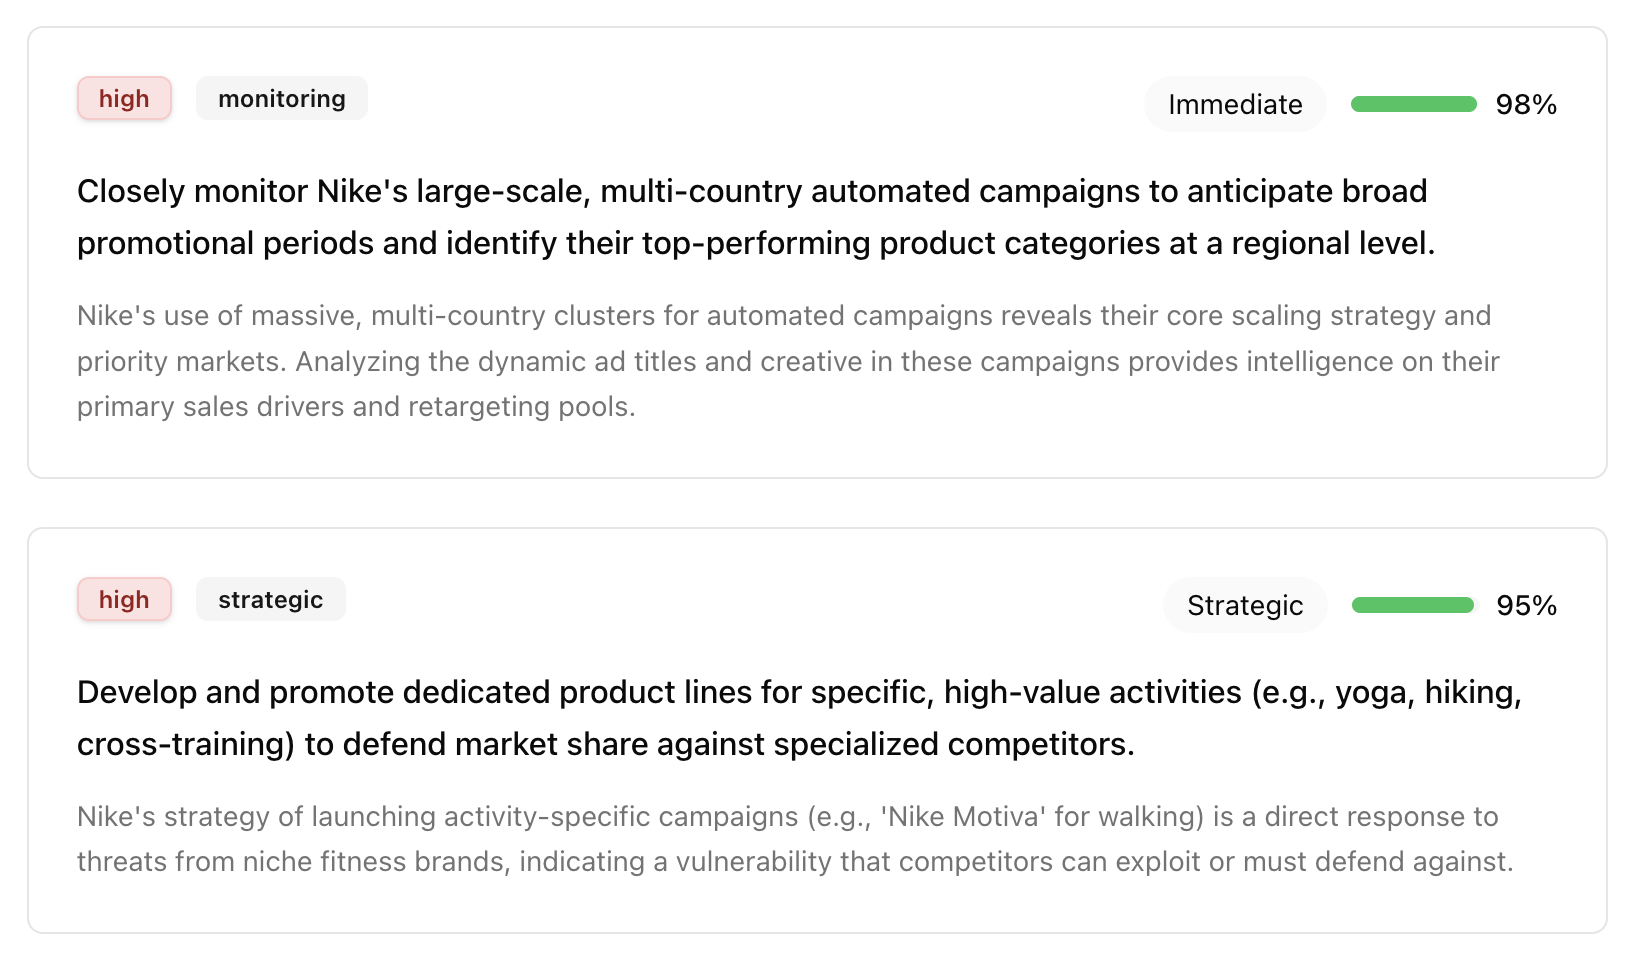 high monitoring Immediate 98%
Closely monitor Nike's large-scale, multi-country automated campaigns to anticipate broad
promotional periods and identify their top-performing product categories at a regional level.
Nike's use of massive, multi-country clusters for automated campaigns reveals their core scaling strategy and
priority markets. Analyzing the dynamic ad titles and creative in these campaigns provides intelligence on their
primary sales drivers and retargeting pools.
high strategic Strategic 95%
Develop and promote dedicated product lines for specific, high-value activities (e.g., yoga, hiking,
cross-training) to defend market share against specialized competitors.
Nike's strategy of launching activity-specific campaigns (e.g., 'Nike Motiva' for walking) is a direct response to
threats from niche fitness brands, indicating a vulnerability that competitors can exploit or must defend against.